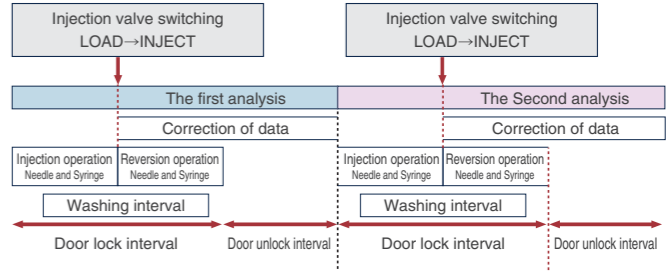 Injection valve switching
LOAD→INJECT
Injection valve switching
LOAD→INJECT
The first analysis
The Second analysis
Correction of data
Correction of data
Injection operation
Needle and Syringe
Reversion operation
Needle and Syringe
Injection operation
Needle and Syringe
Reversion operation
Needle and Syringe
Washing interval
Washing interval
Door lock interval
Door unlock interval
Door lock interval
Door unlock interval